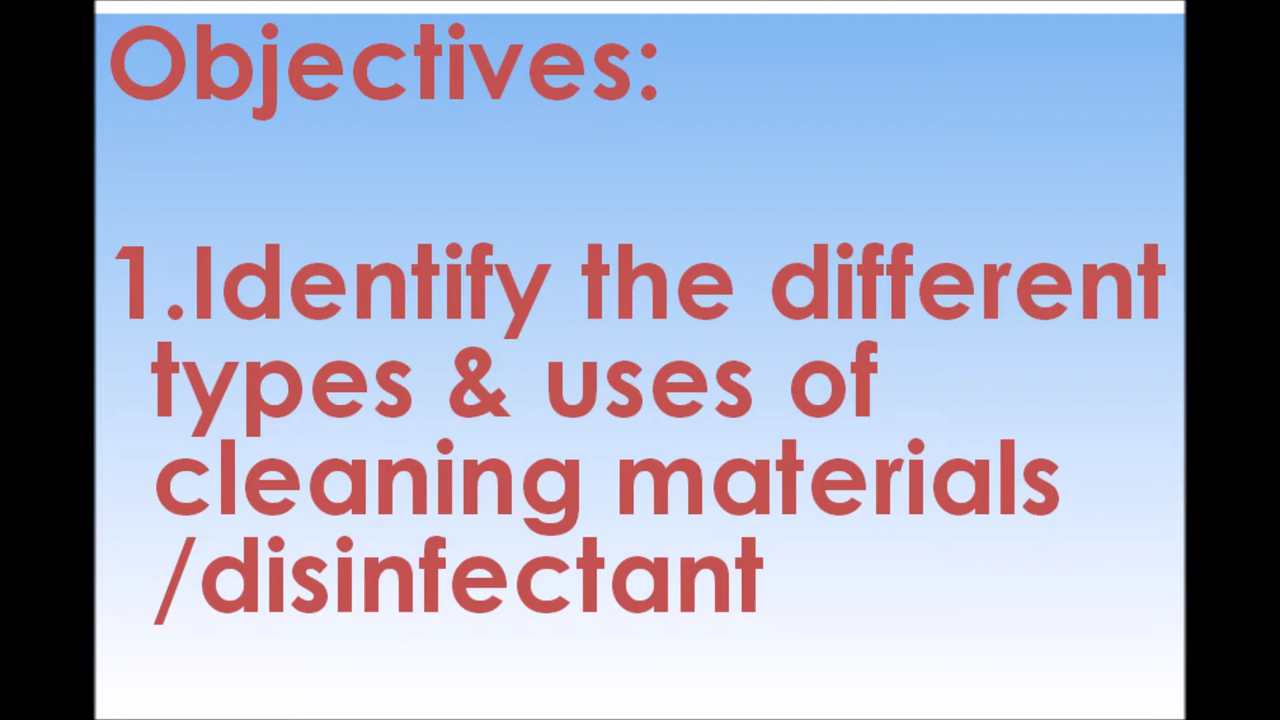 Objectives:
1.Identify the different
types & uses of
cleaning materials
/disinfectant